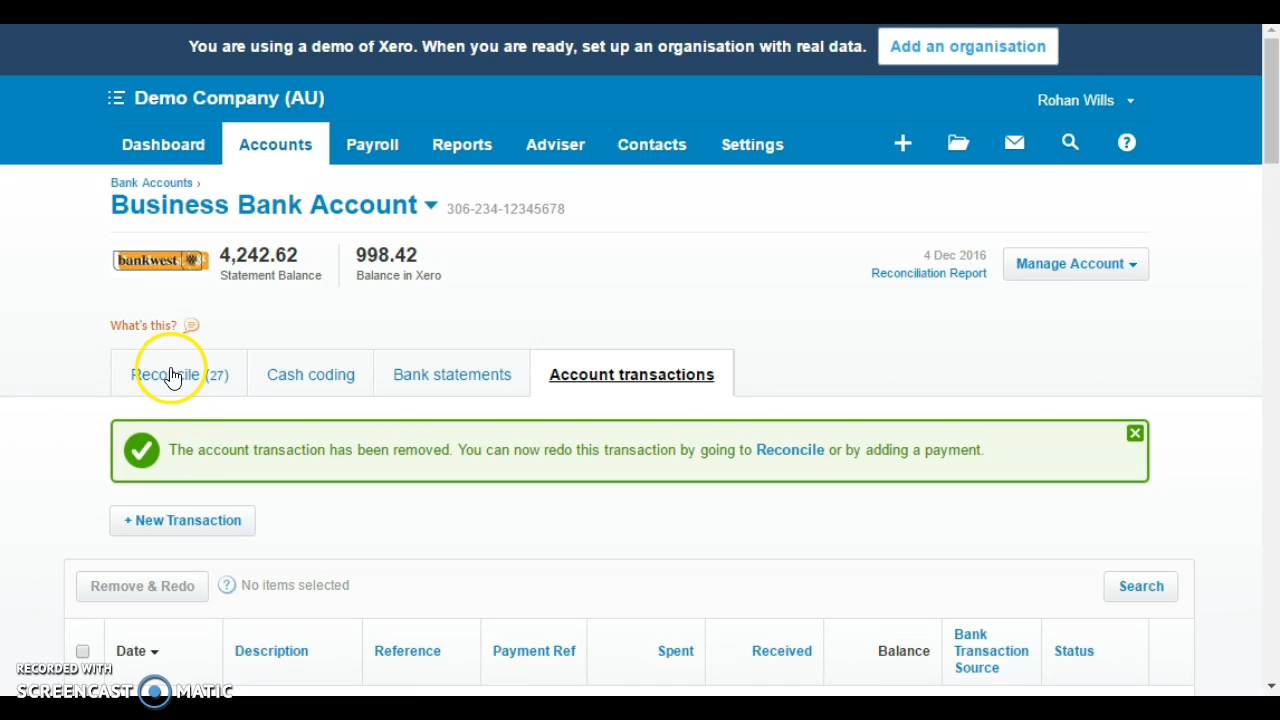 You are using a demo of Xero. When you are ready, set up an organisation with real data. Add an organisation
Demo Company (AU) Rohan Wills
Dashboard Accounts Payroll Reports Adviser Contacts Settings
Bank Accounts ›
Business Bank Account 306-234-12345678
bankwest 4,242.62 998.42 4 Dec 2016 Manage Account
Statement Balance Balance in Xero Reconciliation Report
What's this?
Reconcile (27) Cash coding Bank statements Account transactions
The account transaction has been removed. You can now redo this transaction by going to Reconcile or by adding a payment.
+ New Transaction
Remove & Redo ? No items selected Search
Date Description Reference Payment Ref Spent Received Balance Bank Transaction Source Status
RECORDED WITH
SCREENCAST MATIC